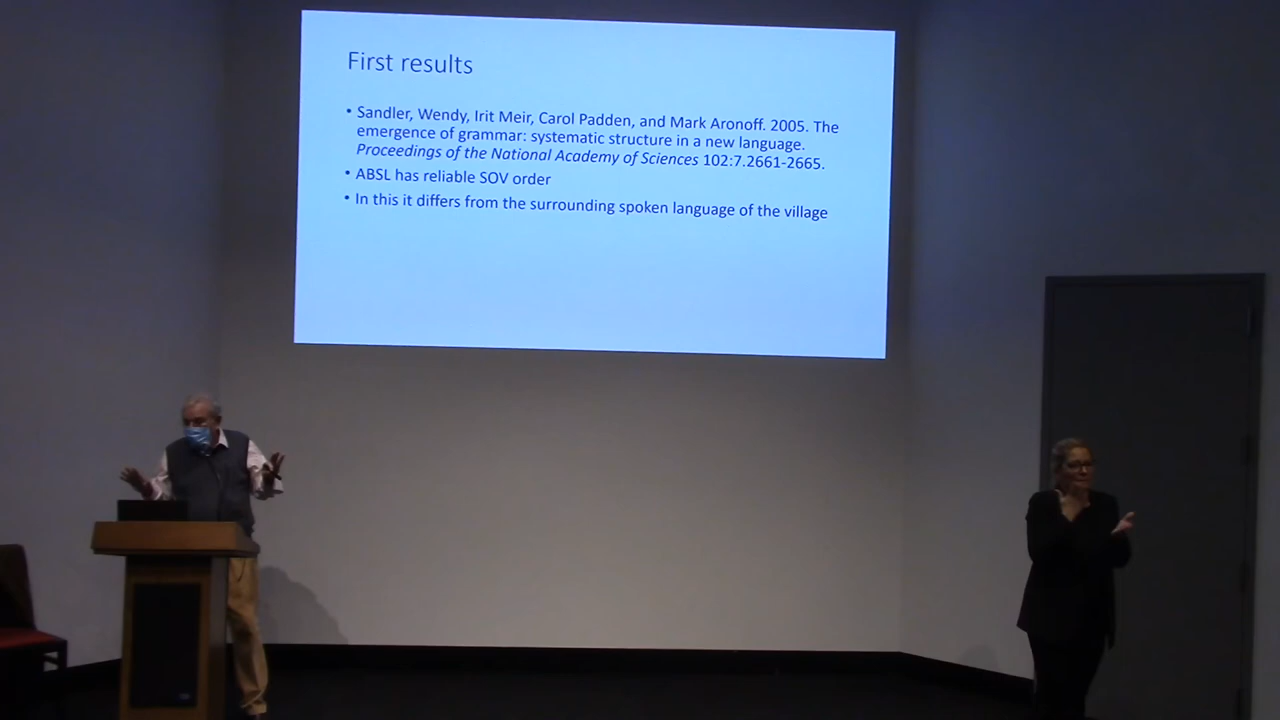 First results
• Sandler, Wendy, Irit Meir, Carol Padden, and Mark Aronoff. 2005. The
emergence of grammar: systematic structure in a new language.
Proceedings of the National Academy of Sciences 102:7.2661-2665.
• ABSL has reliable SOV order
• In this it differs from the surrounding spoken language of the village